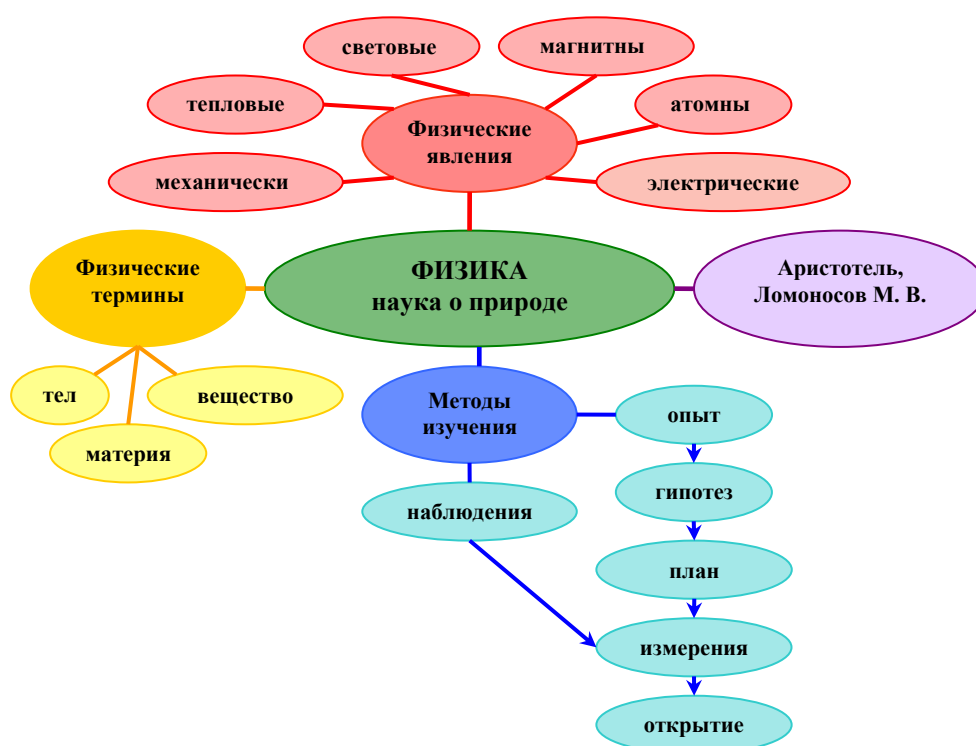 световые
магнитны
тепловые
атомны
Физические
явления
механически
электрические
Физические
термины
ФИЗИКА
наука о природе
Аристотель,
Ломоносов М. В.
тел
вещество
материя
Методы
изучения
опыт
гипотез
наблюдения
план
измерения
открытие